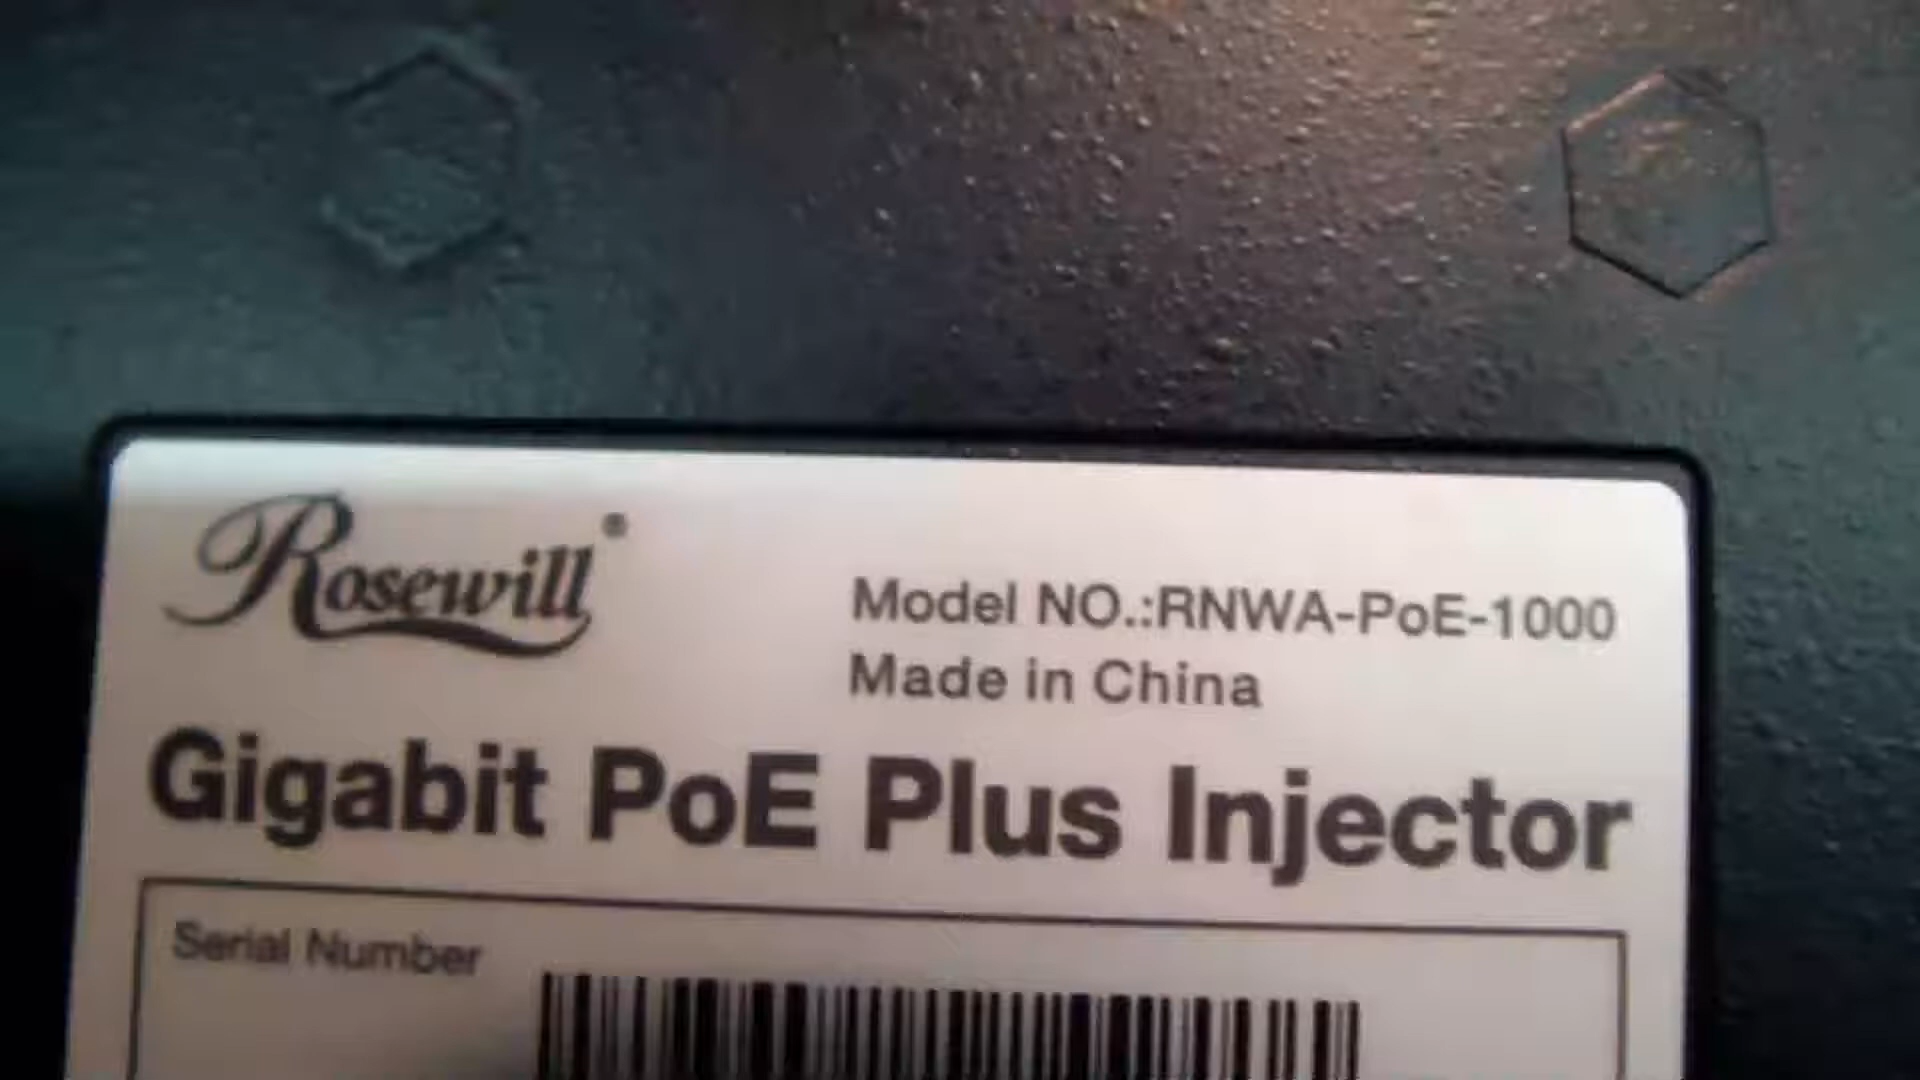 Rosewill®
Model NO.:RNWA-PoE-1000
Made in China
Gigabit PoE Plus Injector
Serial Number